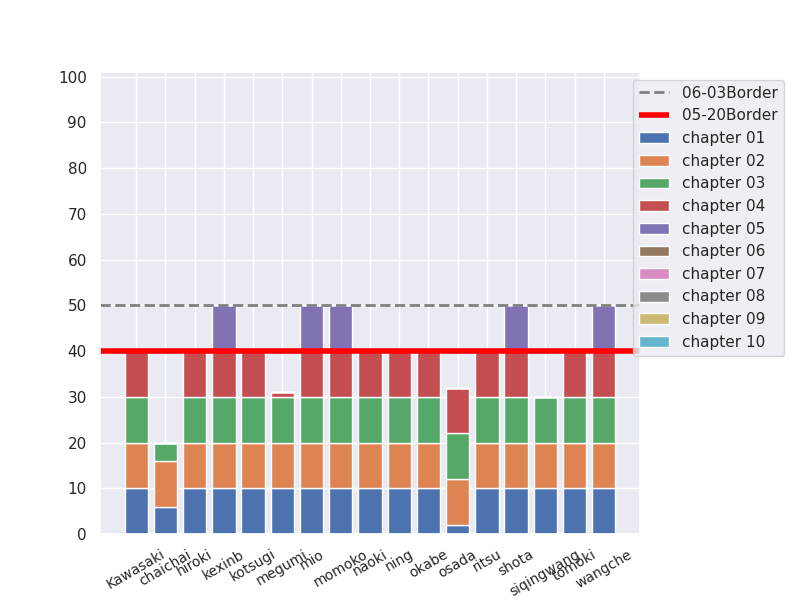 100
90
80
70
60
50
40
30
20
10
0
06-03Border
05-20Border
chapter 01
chapter 02
chapter 03
chapter 04
chapter 05
chapter 06
chapter 07
chapter 08
chapter 09
chapter 10
Kawasaki
chaichai
hiroki
kexinb
kotsugi
megumi
mio
momoko
naoki
ning
okabe
osada
ritsu
shota
siqingwang
tomoki
wangche